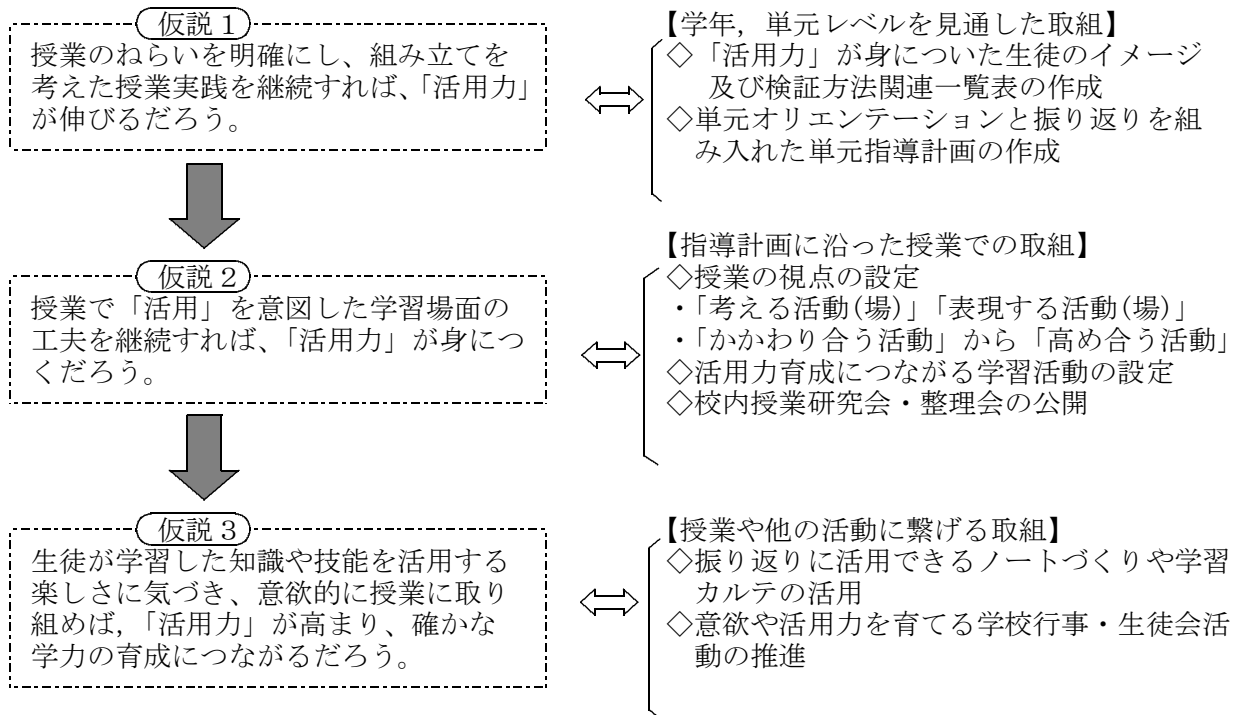 仮説1
授業のねらいを明確にし、組み立てを
考えた授業実践を継続すれば、「活用力」
が伸びるだろう。
【学年，単元レベルを見通した取組】
◇「活用力」が身についた生徒のイメージ
及び検証方法関連一覧表の作成
◇単元オリエンテーションと振り返りを組
み入れた単元指導計画の作成
仮説2
授業で「活用」を意図した学習場面の
工夫を継続すれば、「活用力」が身につ
くだろう。
【指導計画に沿った授業での取組】
◇授業の視点の設定
・「考える活動(場)」「表現する活動(場)」
・「かかわり合う活動」から「高め合う活動」
◇活用力育成につながる学習活動の設定
◇校内授業研究会・整理会の公開
仮説3
生徒が学習した知識や技能を活用する
楽しさに気づき、意欲的に授業に取り
組めば，「活用力」が高まり、確かな
学力の育成につながるだろう。
【授業や他の活動に繋げる取組】
◇振り返りに活用できるノートづくりや学習
カルテの活用
◇意欲や活用力を育てる学校行事・生徒会活
動の推進